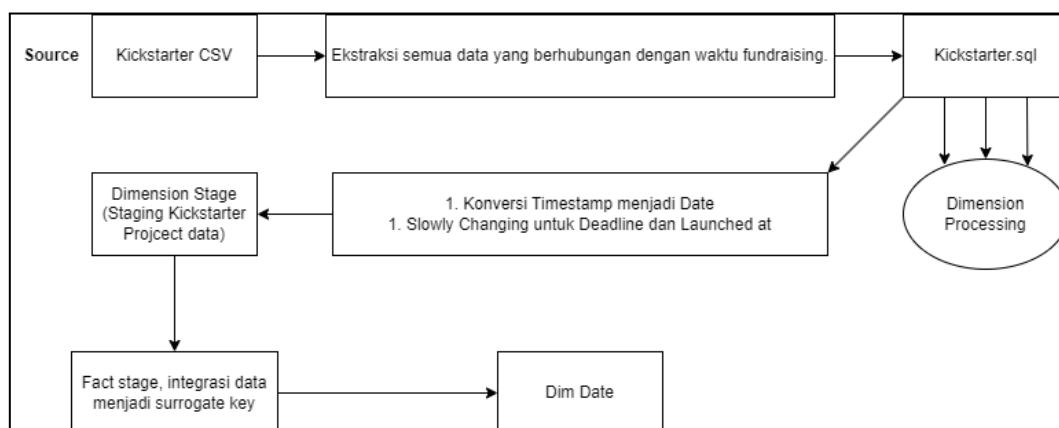 Source
Kickstarter CSV
Ekstraksi semua data yang berhubungan dengan waktu fundraising.
Kickstarter.sql
Dimension Stage
(Staging Kickstarter
Projcect data)
1. Konversi Timestamp menjadi Date
1. Slowly Changing untuk Deadline dan Launched at
Dimension
Processing
Fact stage, integrasi data
menjadi surrogate key
Dim Date